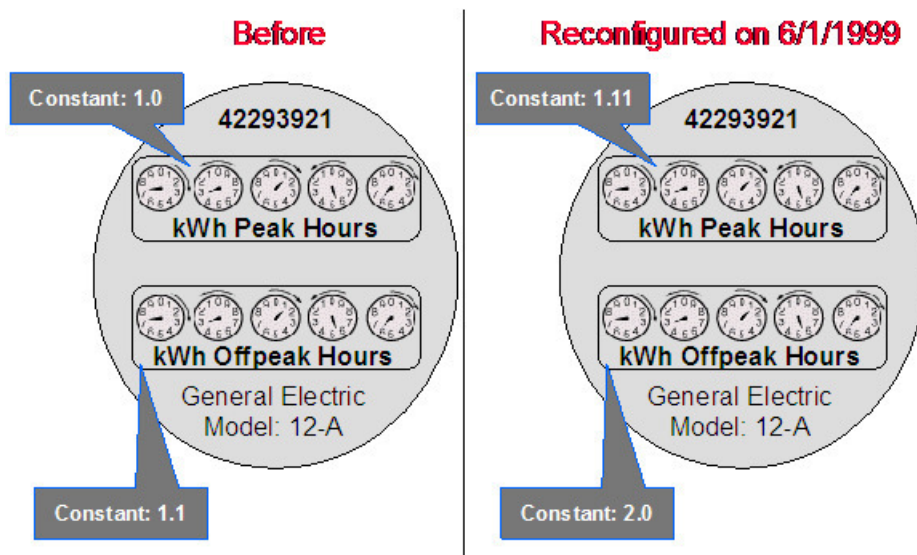 Before
Constant: 1.0
42293921
kWh Peak Hours
kWh Offpeak Hours
General Electric
Model: 12-A
Constant: 1.1
Reconfigured on 6/1/1999
Constant: 1.11
42293921
kWh Peak Hours
kWh Offpeak Hours
General Electric
Model: 12-A
Constant: 2.0